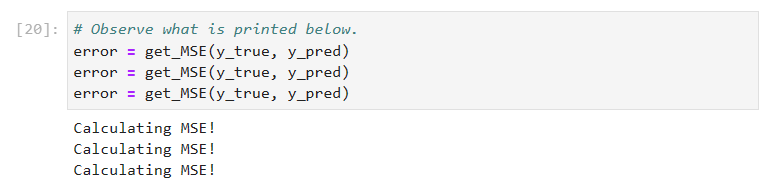 [20]: # Observe what is printed below.
error = get_MSE(y_true, y_pred)
error = get_MSE(y_true, y_pred)
error = get_MSE(y_true, y_pred)
Calculating MSE!
Calculating MSE!
Calculating MSE!